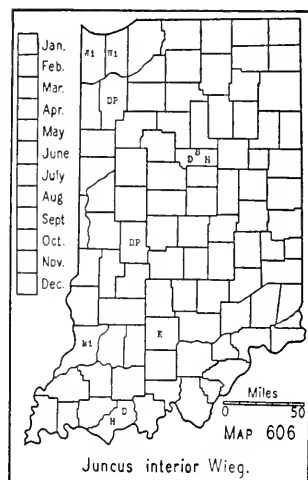 Jan.
Feb.
Mar.
Apr.
May
June
July
Aug
Sept
Oct.
Nov.
Dec.
DP
B
D H
DP
K
D
H
Miles
0 50
MAP 606
Juncus interior Wieg.